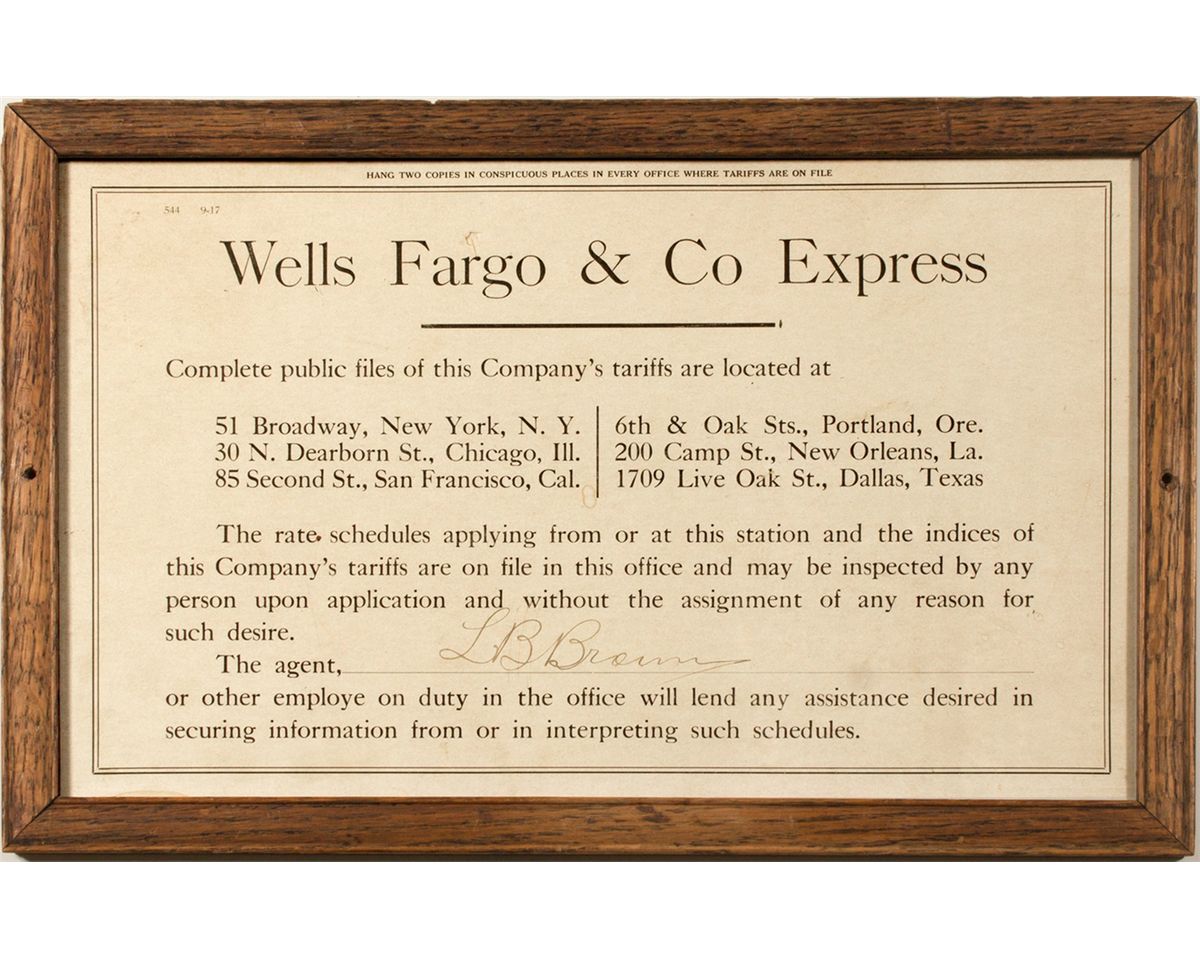 HANG TWO COPIES IN CONSPICUOUS PLACES IN EVERY OFFICE WHERE TARIFFS ARE ON FILE
544 9-17
Wells Fargo & Co Express
Complete public files of this Company's tariffs are located at
51 Broadway, New York, N. Y.
30 N. Dearborn St., Chicago, Ill.
85 Second St., San Francisco, Cal.
6th & Oak Sts., Portland, Ore.
200 Camp St., New Orleans, La.
1709 Live Oak St., Dallas, Texas
The rate schedules applying from or at this station and the indices of
this Company's tariffs are on file in this office and may be inspected by any
person upon application and without the assignment of any reason for
such desire.
The agent, L B Brown
or other employe on duty in the office will lend any assistance desired in
securing information from or in interpreting such schedules.